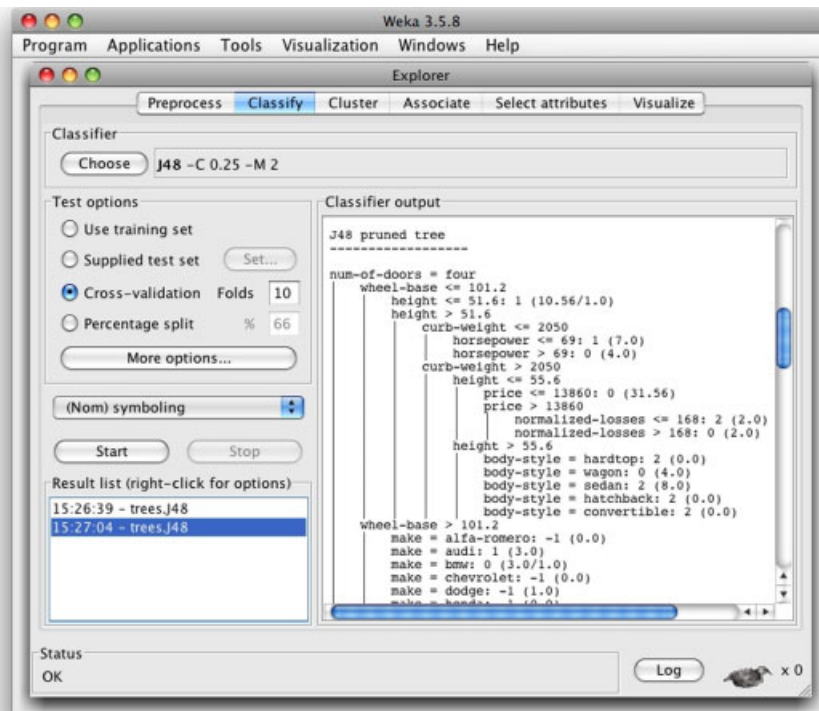 Weka 3.5.8
Program Applications Tools Visualization Windows Help
Explorer
Preprocess Classify Cluster Associate Select attributes Visualize
Classifier
Choose J48 -C 0.25 -M 2
Test options
Use training set
Supplied test set Set...
Cross-validation Folds 10
Percentage split % 66
More options...
(Nom) symboling
Start Stop
Result list (right-click for options)
15:26:39 - trees.J48
15:27:04 - trees.J48
Classifier output
J48 pruned tree
------------------
num-of-doors = four
| wheel-base <= 101.2
| | height <= 51.6: 1 (10.56/1.0)
| | height > 51.6
| | | curb-weight <= 2050
| | | | horsepower <= 69: 1 (7.0)
| | | | horsepower > 69: 0 (4.0)
| | | curb-weight > 2050
| | | | height <= 55.6
| | | | | price <= 13860: 0 (31.56)
| | | | | price > 13860
| | | | | | normalized-losses <= 168: 2 (2.0)
| | | | | | normalized-losses > 168: 0 (2.0)
| | | | height > 55.6
| | | | | body-style = hardtop: 2 (0.0)
| | | | | body-style = wagon: 0 (4.0)
| | | | | body-style = sedan: 2 (8.0)
| | | | | body-style = hatchback: 2 (0.0)
| | | | | body-style = convertible: 2 (0.0)
| wheel-base > 101.2
| | make = alfa-romero: -1 (0.0)
| | make = audi: 1 (3.0)
| | make = bmw: 0 (3.0/1.0)
| | make = chevrolet: -1 (0.0)
| | make = dodge: -1 (1.0)
Status
OK
Log x 0